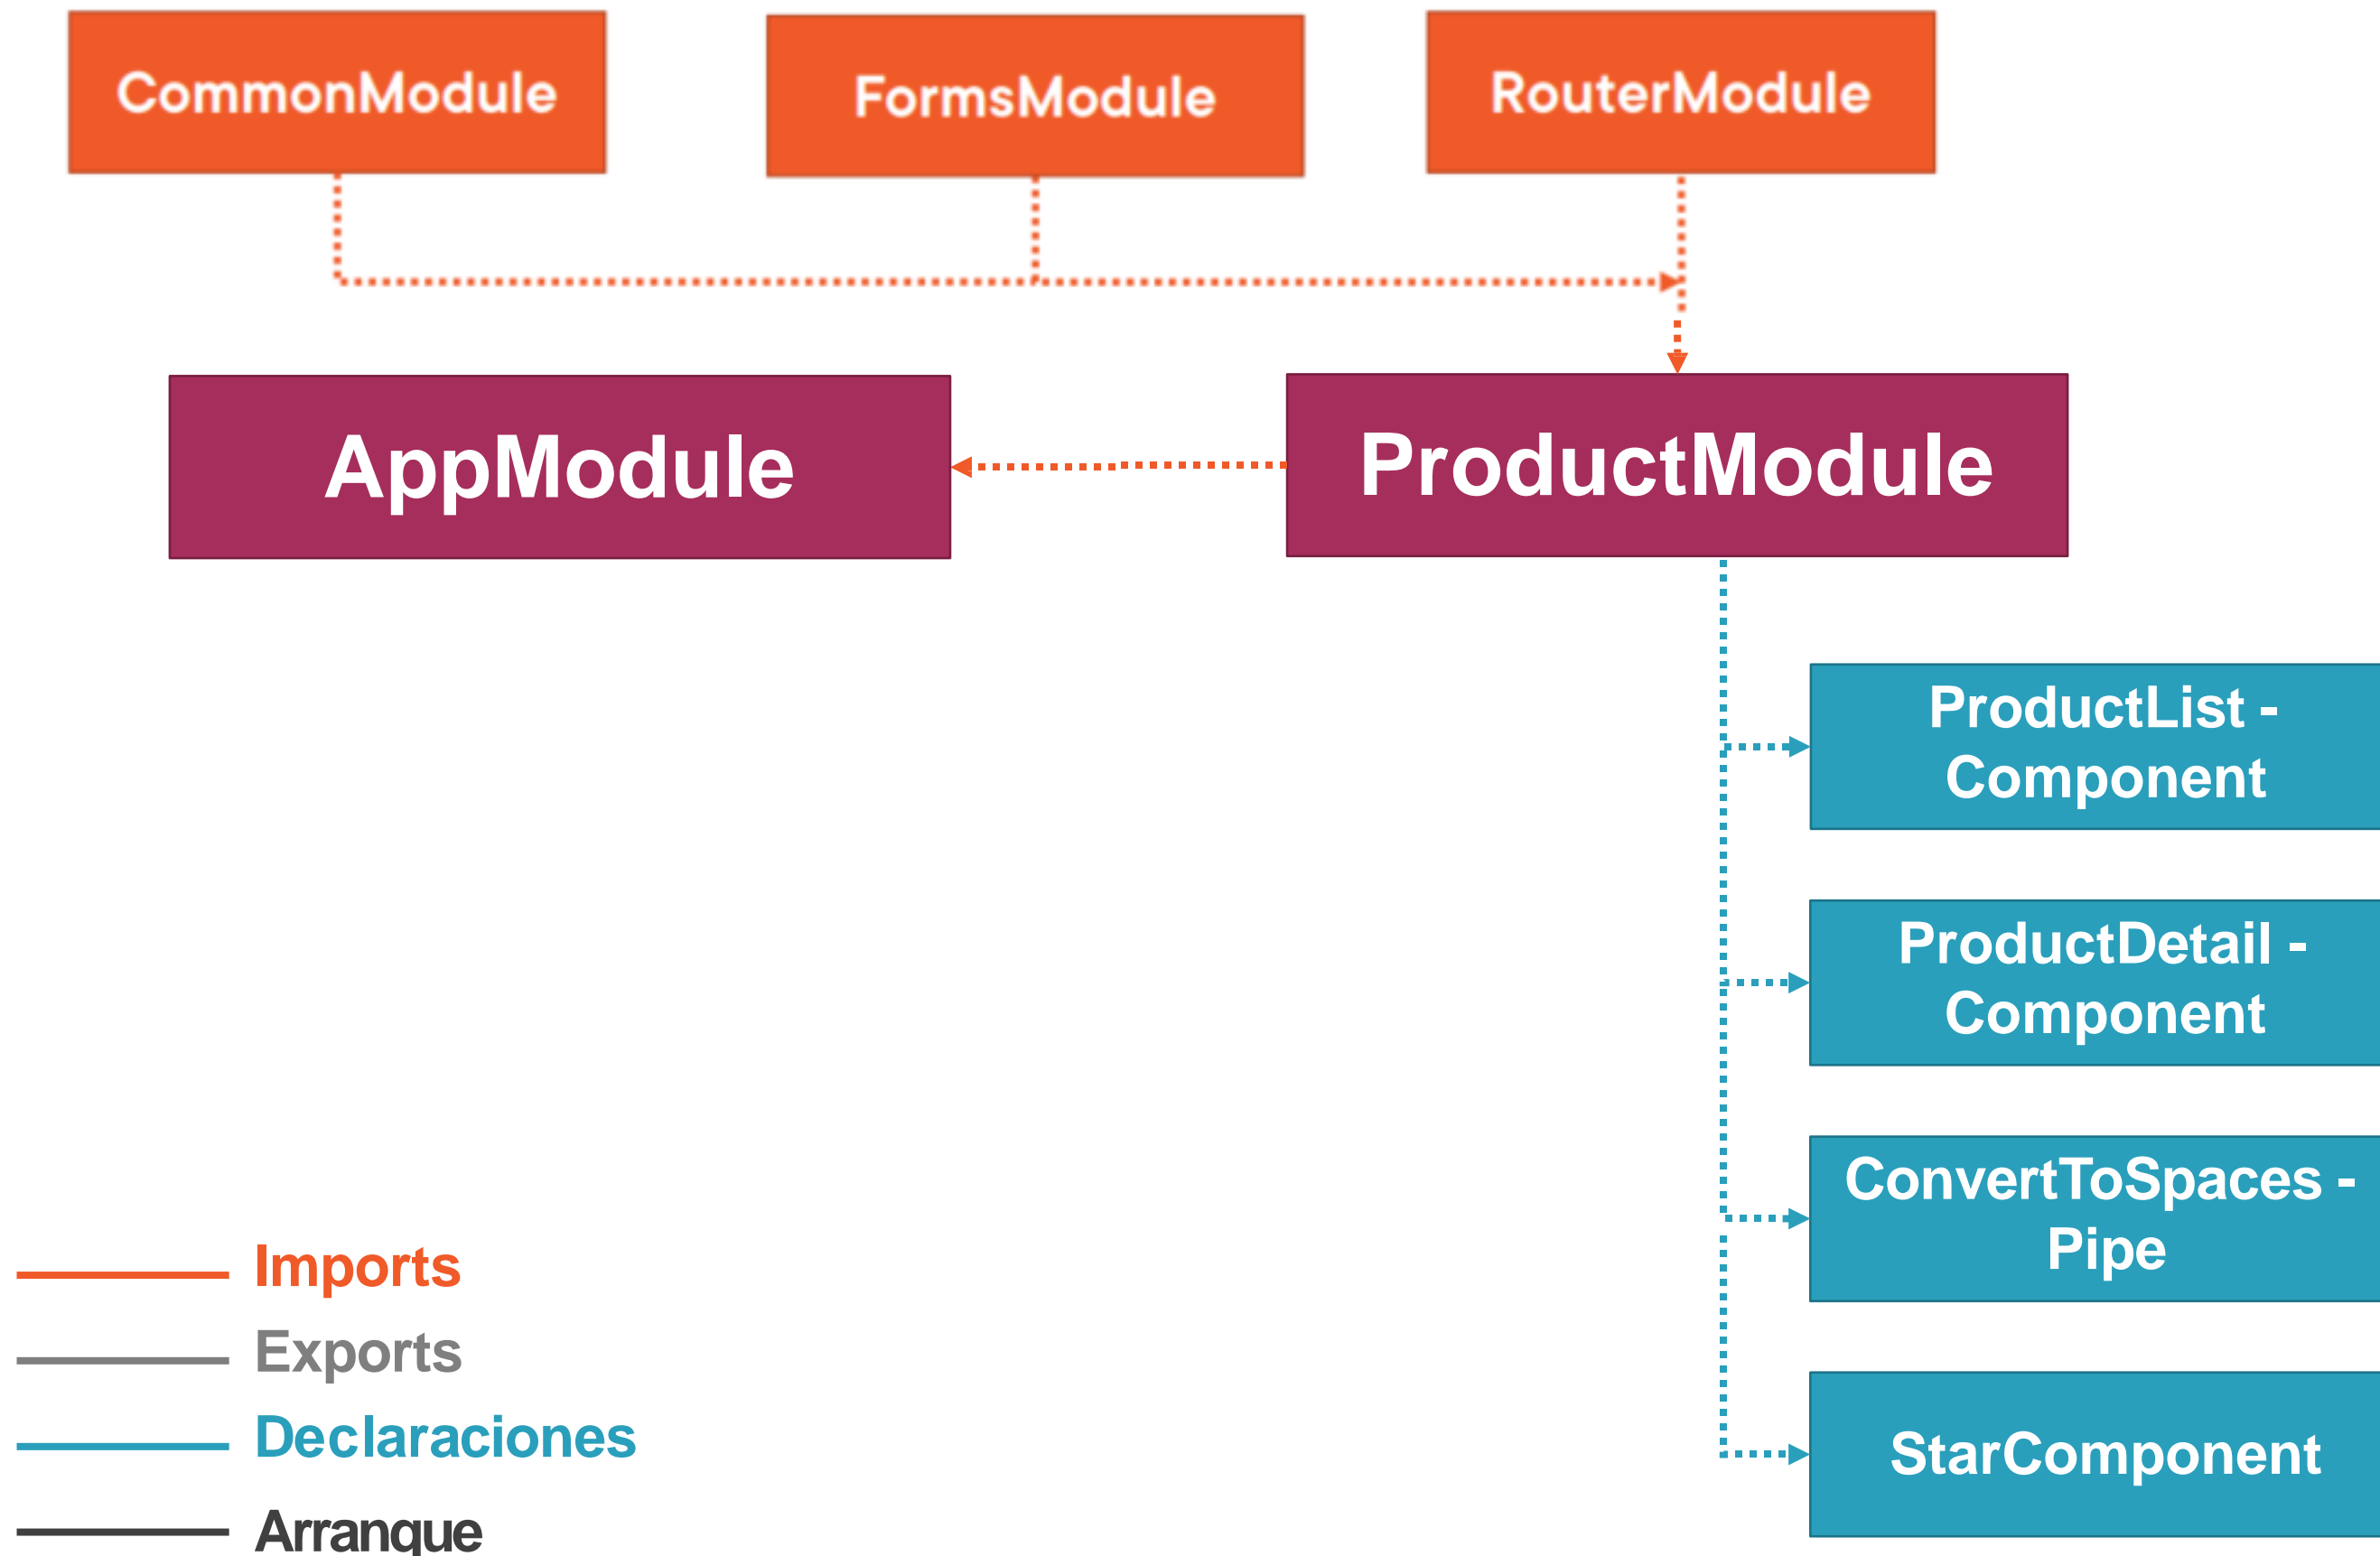 CommonModule
FormsModule
RouterModule
AppModule
ProductModule
ProductList -
Component
ProductDetail -
Component
ConvertToSpaces -
Pipe
StarComponent
Imports
Exports
Declaraciones
Arranque